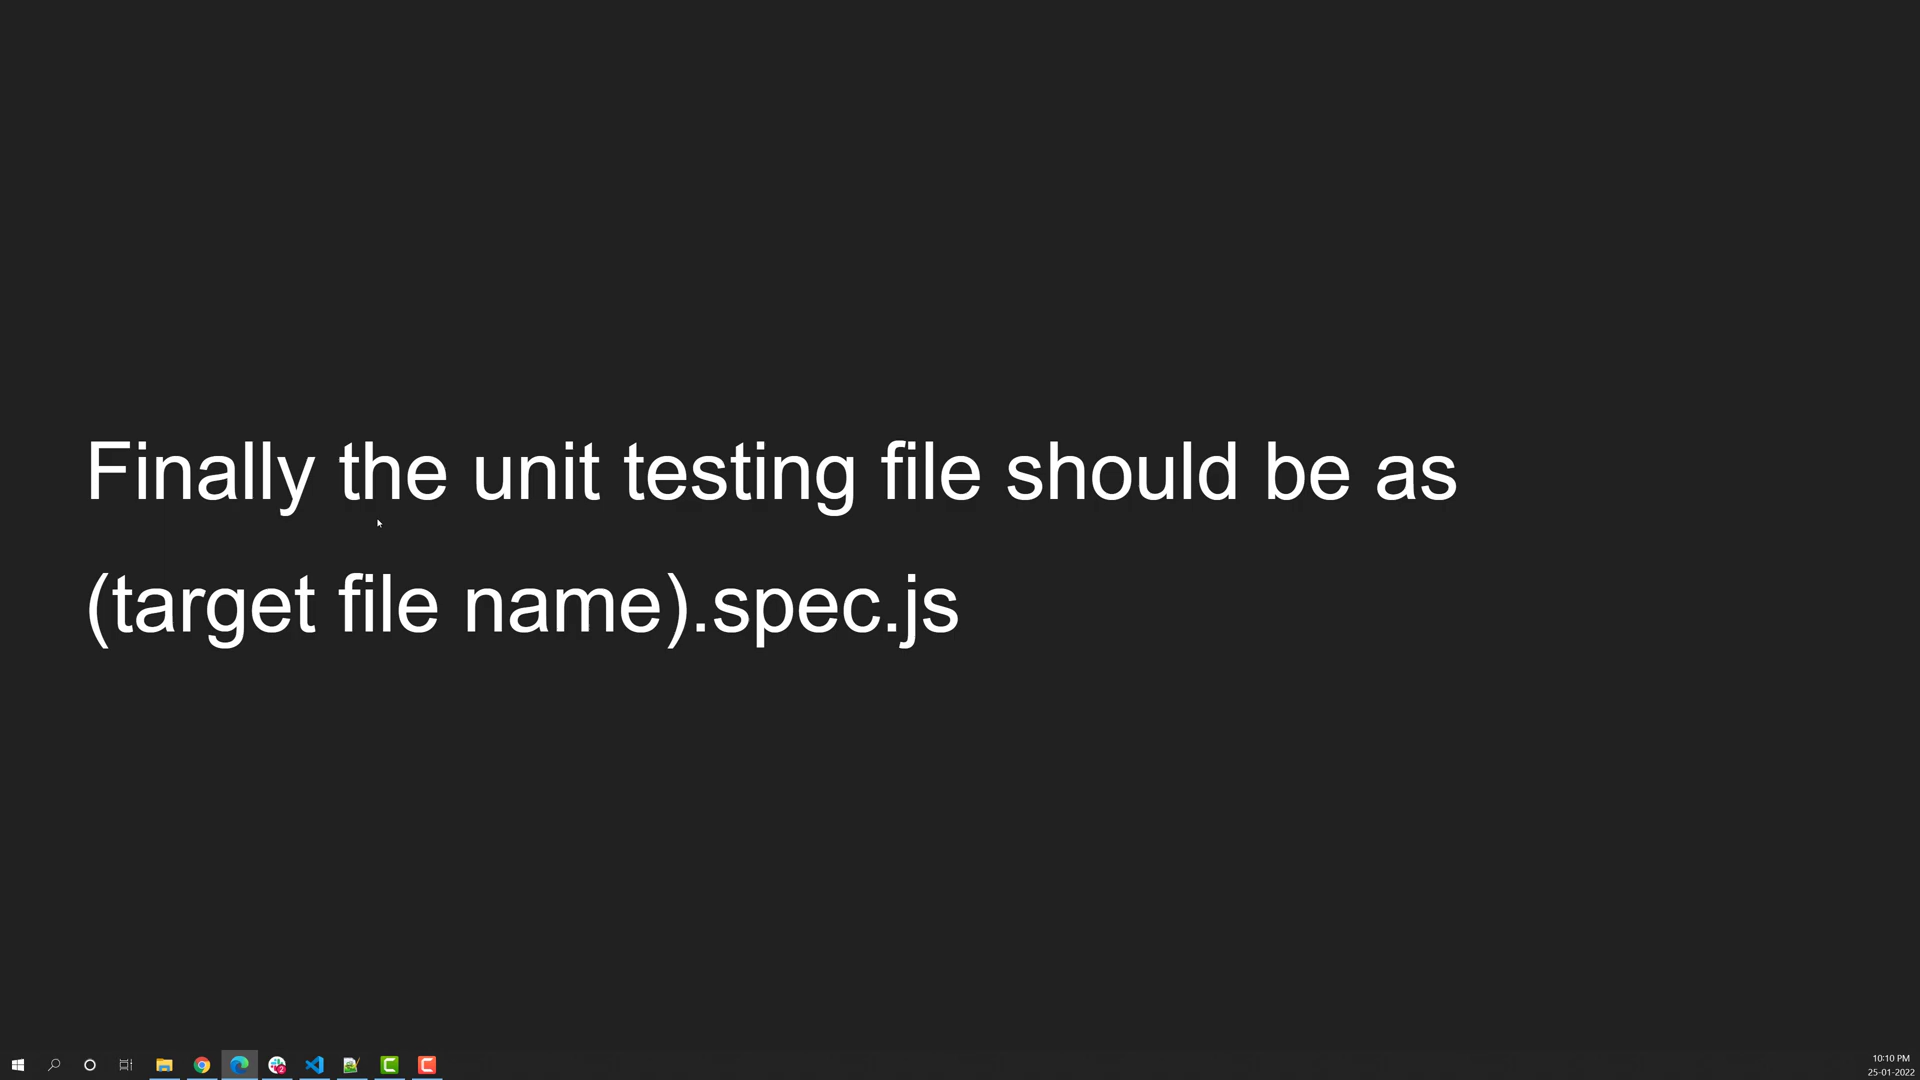 Finally the unit testing file should be as
(target file name).spec.js
2
10:10 PM
25-01-2022